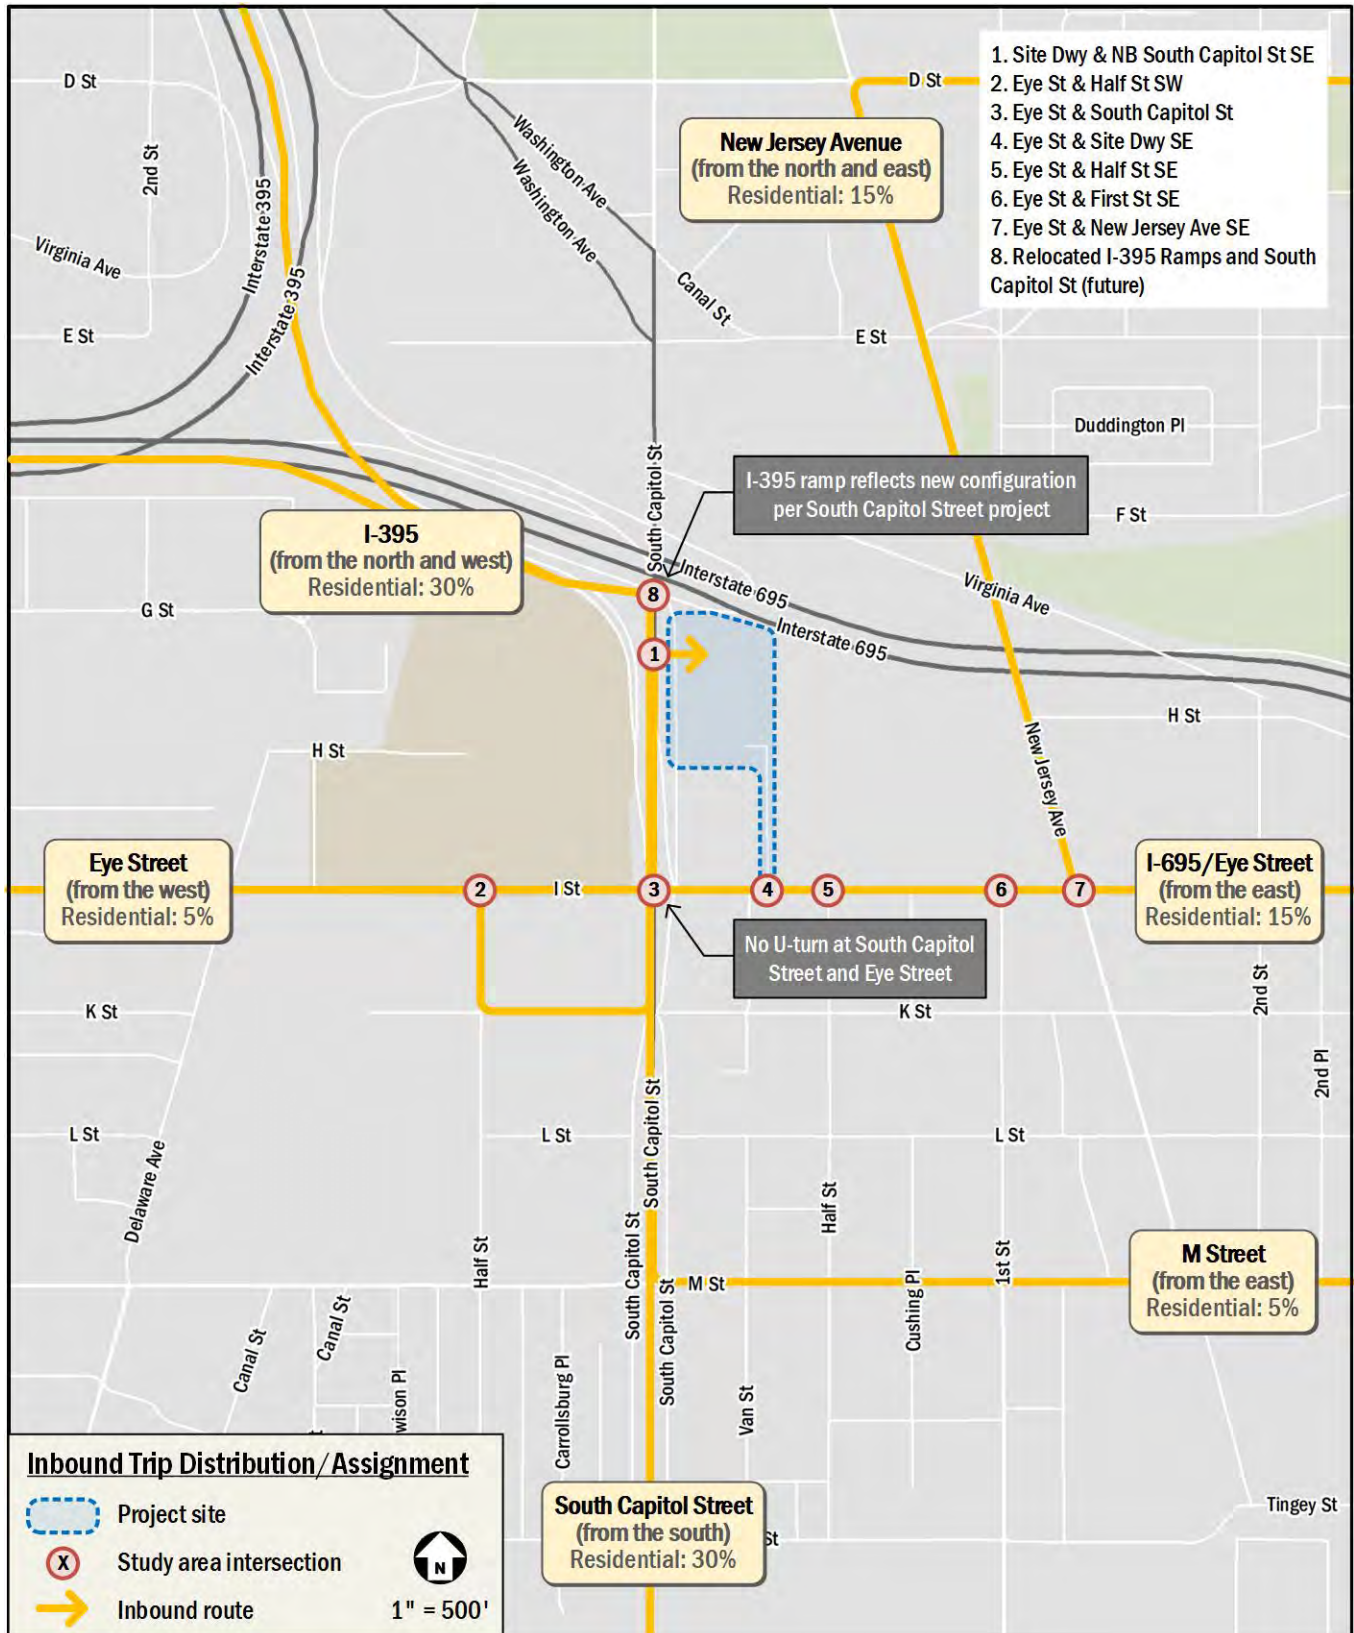 1. Site Dwy & NB South Capitol St SE
2. Eye St & Half St SW
3. Eye St & South Capitol St
4. Eye St & Site Dwy SE
5. Eye St & Half St SE
6. Eye St & First St SE
7. Eye St & New Jersey Ave SE
8. Relocated I-395 Ramps and South
Capitol St (future)
D St
D St
2nd St
Washington Ave
Washington Ave
New Jersey Avenue
(from the north and east)
Residential: 15%
Virginia Ave
Interstate 395
Interstate 395
Canal St
E St
E St
Duddington Pl
South Capitol St
I-395 ramp reflects new configuration
per South Capitol Street project
F St
I-395
(from the north and west)
Residential: 30%
Interstate 695
Interstate 695
Virginia Ave
G St
8
1
H St
H St
New Jersey Ave
Eye Street
(from the west)
Residential: 5%
2
I St
3
4
5
6
7
I-695/Eye Street
(from the east)
Residential: 15%
No U-turn at South Capitol
Street and Eye Street
K St
K St
2nd St
2nd Pl
L St
L St
L St
Delaware Ave
South Capitol St
Half St
Half St
South Capitol St
South Capitol St
M St
1st St
Cushing Pl
M Street
(from the east)
Residential: 5%
Canal St
Canal St
wison Pl
Carrollsburg Pl
Van St
South Capitol Street
(from the south)
Residential: 30%
St
Tingey St
Inbound Trip Distribution/Assignment
Project site
X
Study area intersection
N
Inbound route
1" = 500'